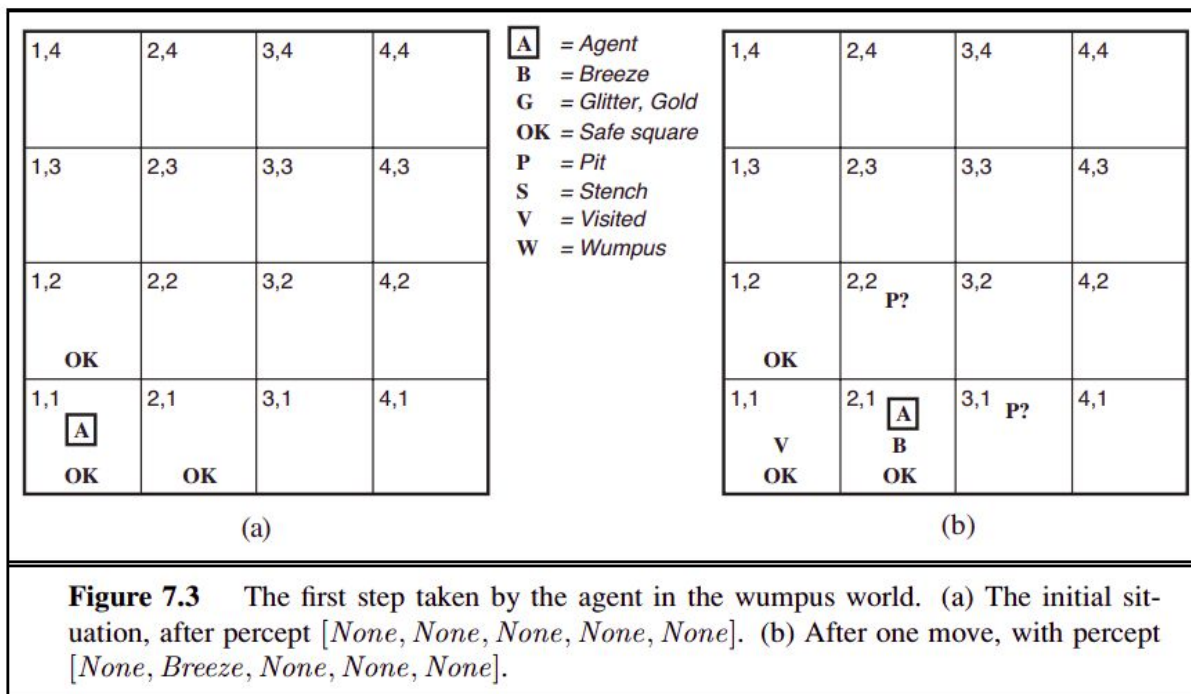 1,4 2,4 3,4 4,4
1,3 2,3 3,3 4,3
1,2 2,2 3,2 4,2
OK
1,1 2,1 3,1 4,1
A
OK OK
(a)
A = Agent
B = Breeze
G = Glitter, Gold
OK = Safe square
P = Pit
S = Stench
V = Visited
W = Wumpus
1,4 2,4 3,4 4,4
1,3 2,3 3,3 4,3
1,2 2,2 3,2 4,2
P?
OK
1,1 2,1 A 3,1 P? 4,1
V B
OK OK
(b)
Figure 7.3 The first step taken by the agent in the wumpus world. (a) The initial sit-
uation, after percept [None, None, None, None, None]. (b) After one move, with percept
[None, Breeze, None, None, None].